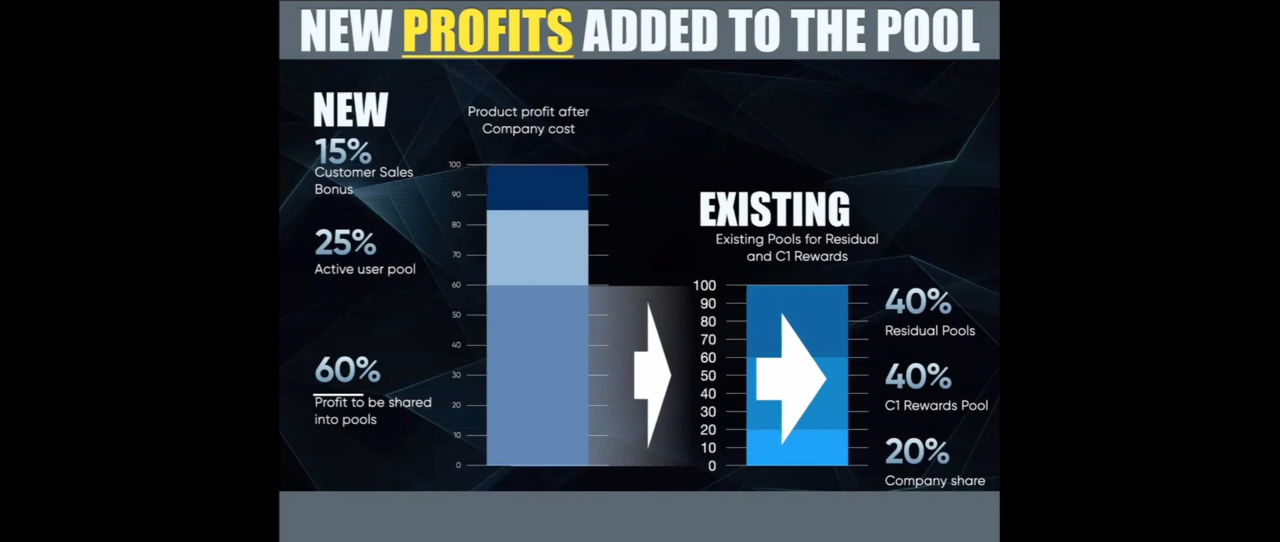 NEW PROFITS ADDED TO THE POOL
NEW
15%
Customer Sales
Bonus
25%
Active user pool
60%
Profit to be shared
into pools
Product profit after
Company cost
100
90
80
70
60
50
40
30
20
10
0
EXISTING
Existing Pools for Residual
and C1 Rewards
100
90
80
70
60
50
40
30
20
10
0
40%
Residual Pools
40%
C1 Rewards Pool
20%
Company share